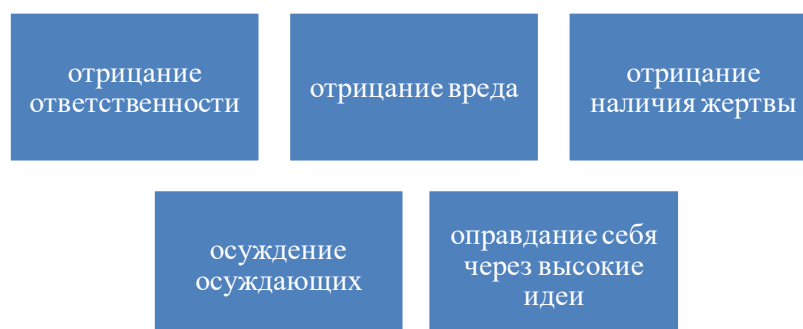 отрицание
ответственности
отрицание вреда
отрицание
наличия жертвы
осуждение
осуждающих
оправдание себя
через высокие
идеи